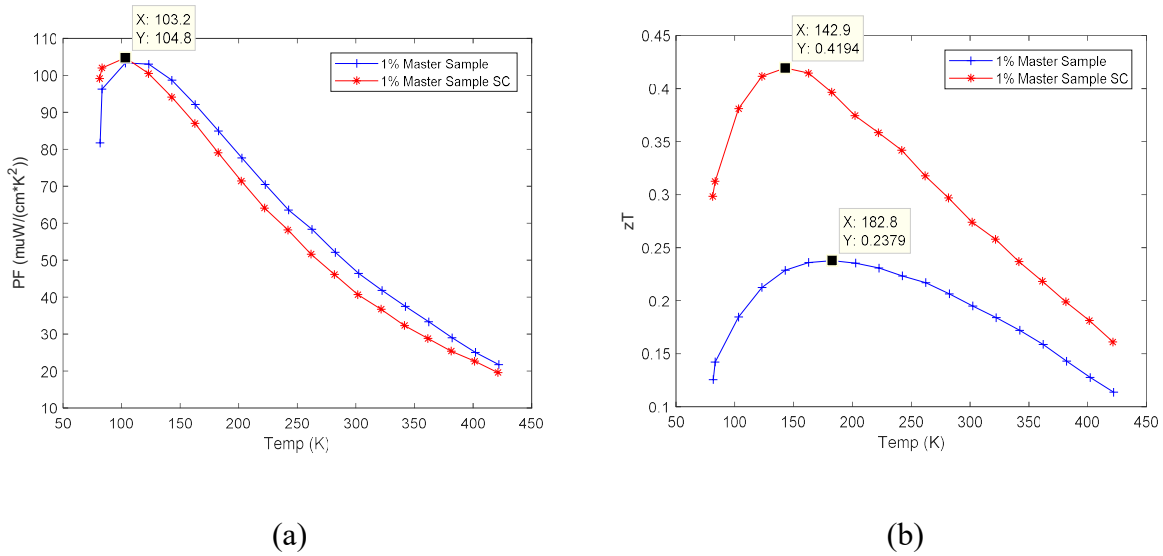 X: 103.2
Y: 104.8
110
100
90
80
70
60
50
40
30
20
10
PF (muW/(cm*K²))
1% Master Sample
1% Master Sample SC
50 100 150 200 250 300 350 400 450
Temp (K)
(a)
X: 142.9
Y: 0.4194
0.45
0.4
0.35
0.3
0.25
0.2
0.15
0.1
zT
1% Master Sample
1% Master Sample SC
X: 182.8
Y: 0.2379
50 100 150 200 250 300 350 400 450
Temp (K)
(b)